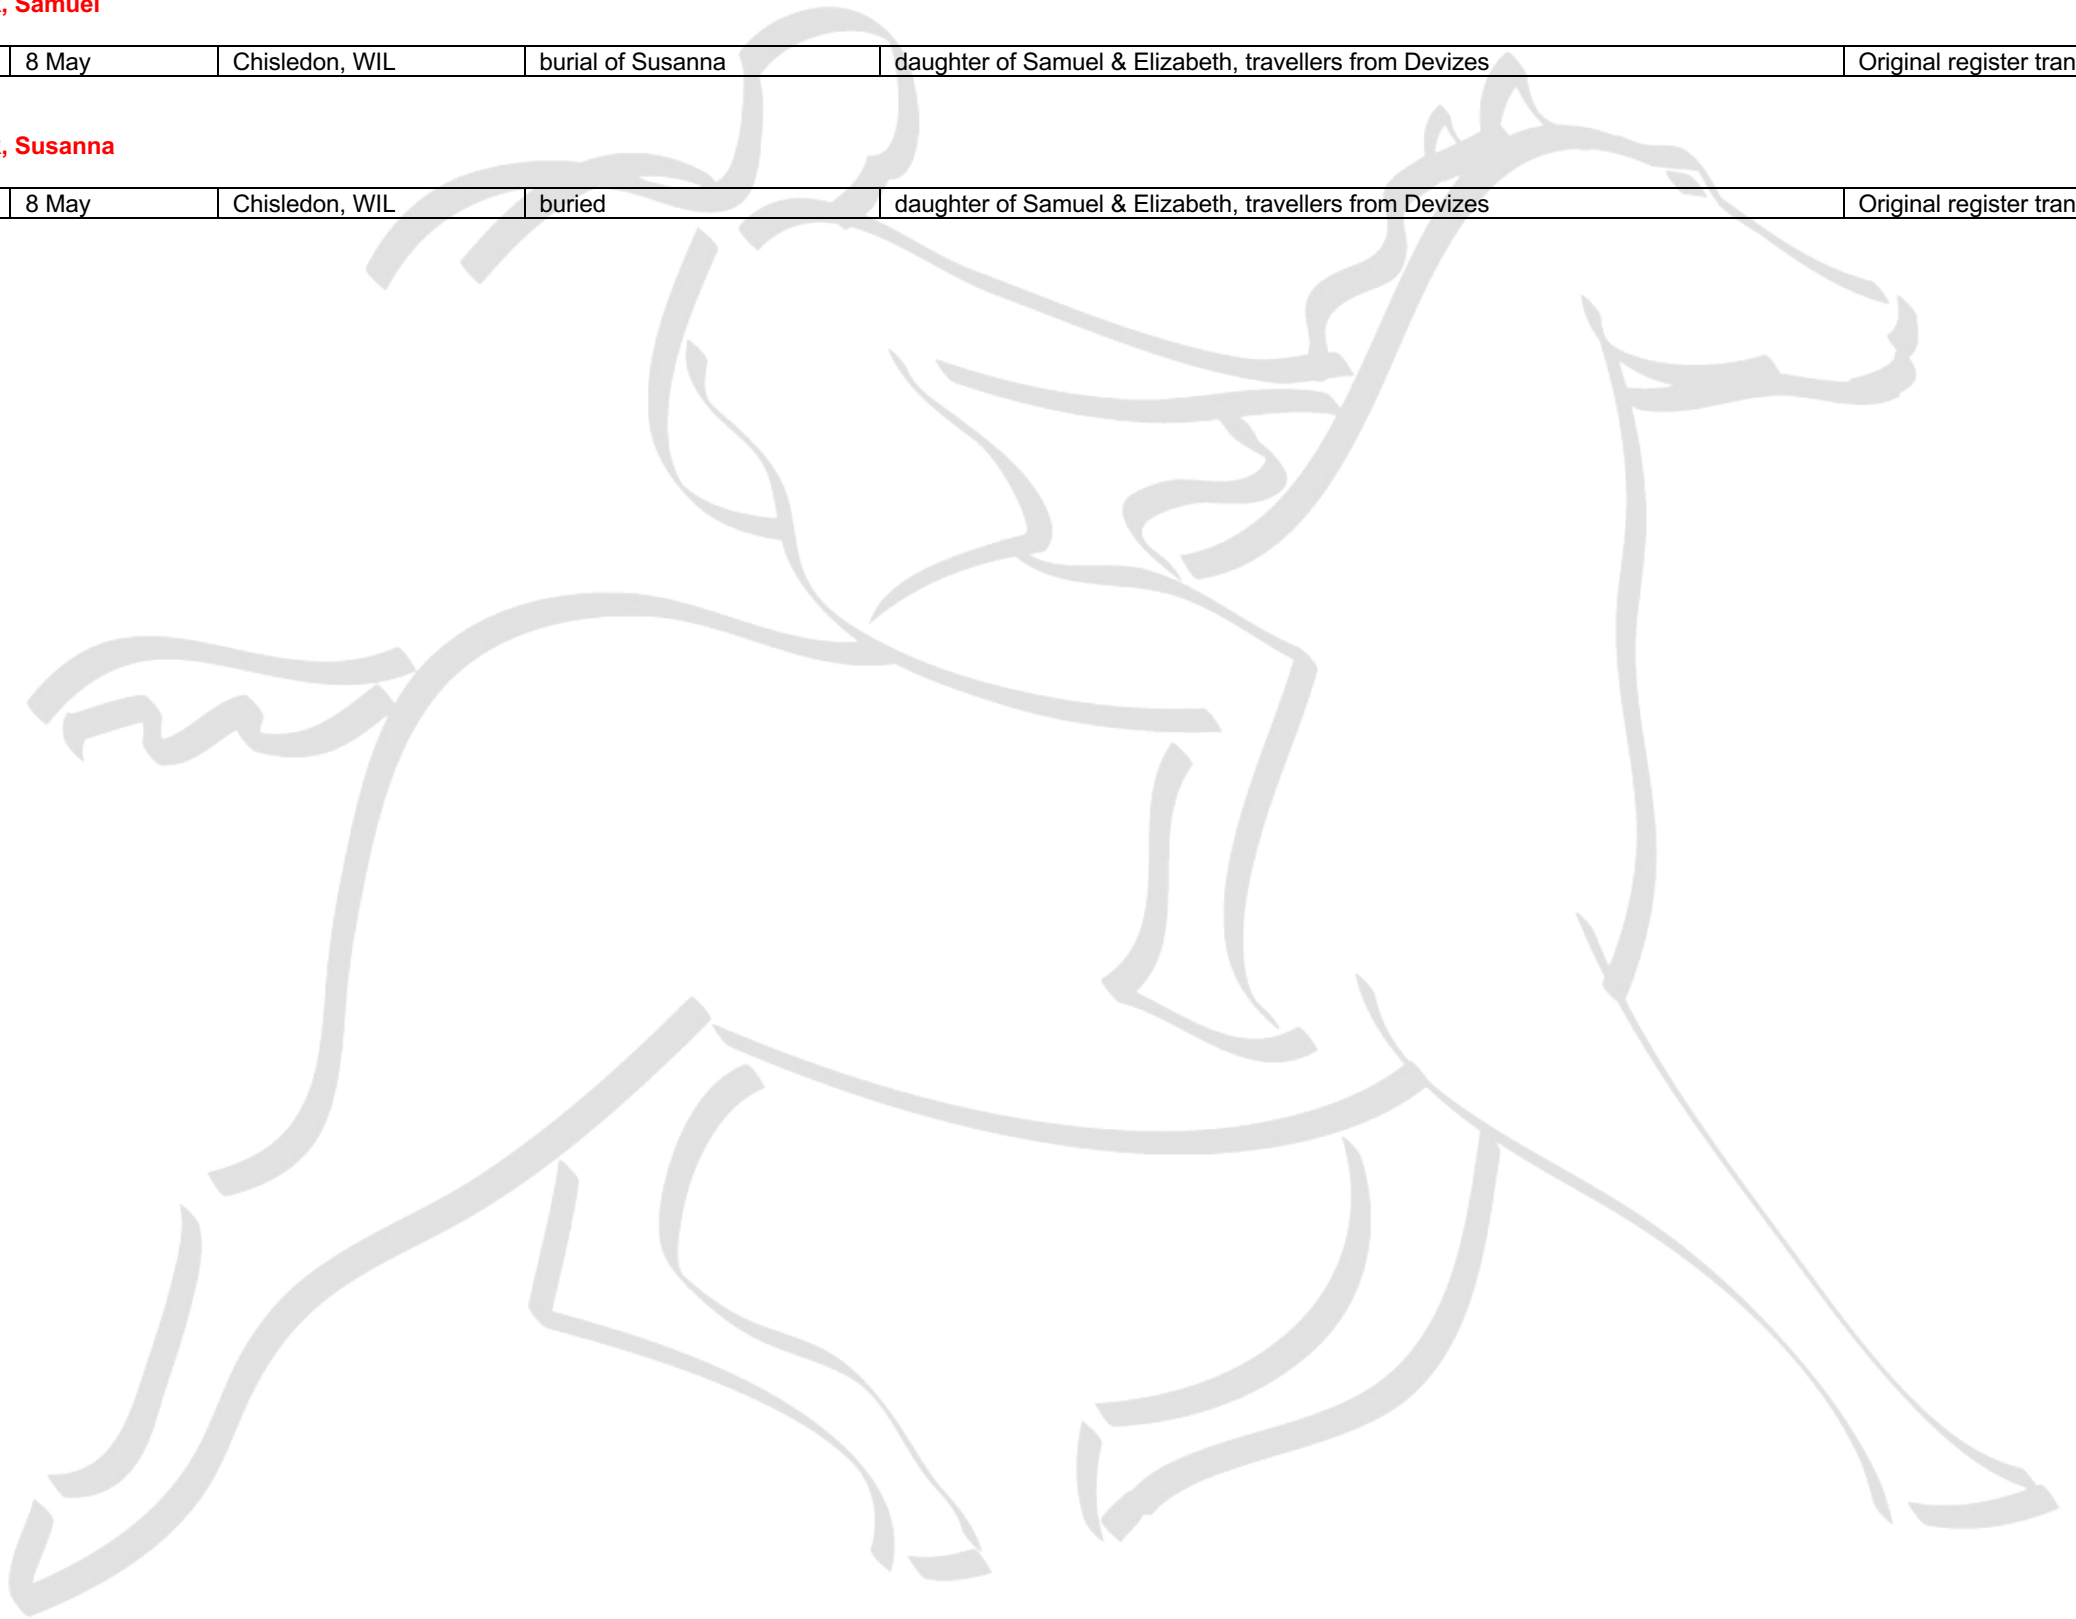 , Samuel
8 May Chisledon, WIL burial of Susanna daughter of Samuel & Elizabeth, travellers from Devizes Original register tran
, Susanna
8 May Chisledon, WIL buried daughter of Samuel & Elizabeth, travellers from Devizes Original register tran